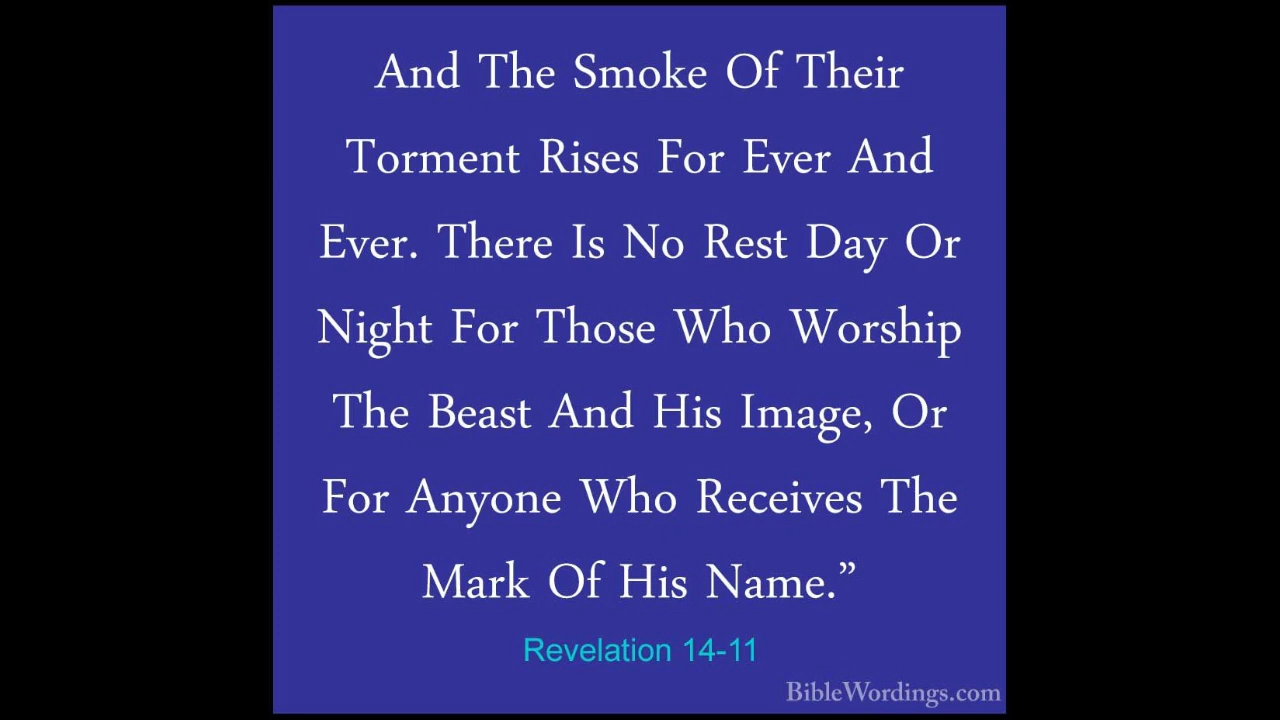 And The Smoke Of Their
Torment Rises For Ever And
Ever. There Is No Rest Day Or
Night For Those Who Worship
The Beast And His Image, Or
For Anyone Who Receives The
Mark Of His Name.”
Revelation 14-11
BibleWordings.com